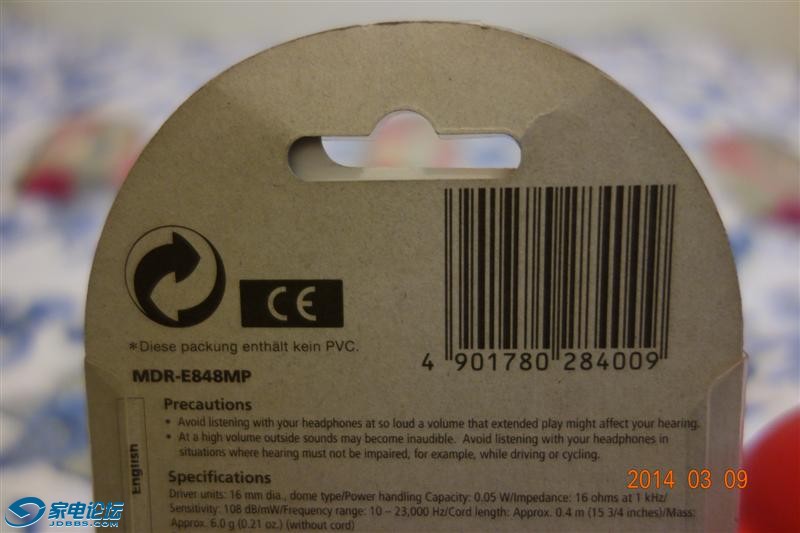 CE
4 901780 284009
*Diese packung enthält kein PVC.
MDR-E848MP
Precautions
• Avoid listening with your headphones at so loud a volume that extended play might affect your hearing.
• At a high volume outside sounds may become inaudible. Avoid listening with your headphones in
situations where hearing must not be impaired, for example, while driving or cycling.
English
Specifications
Driver units: 16 mm dia., dome type/Power handling Capacity: 0.05 W/Impedance: 16 ohms at 1 kHz/
Sensitivity: 108 dB/mW/Frequency range: 10 – 23,000 Hz/Cord length: Approx. 0.4 m (15 3/4 inches)/Mass:
Approx. 6.0 g (0.21 oz.) (without cord)
2014 03 09
家电论坛
JDBBS.COM